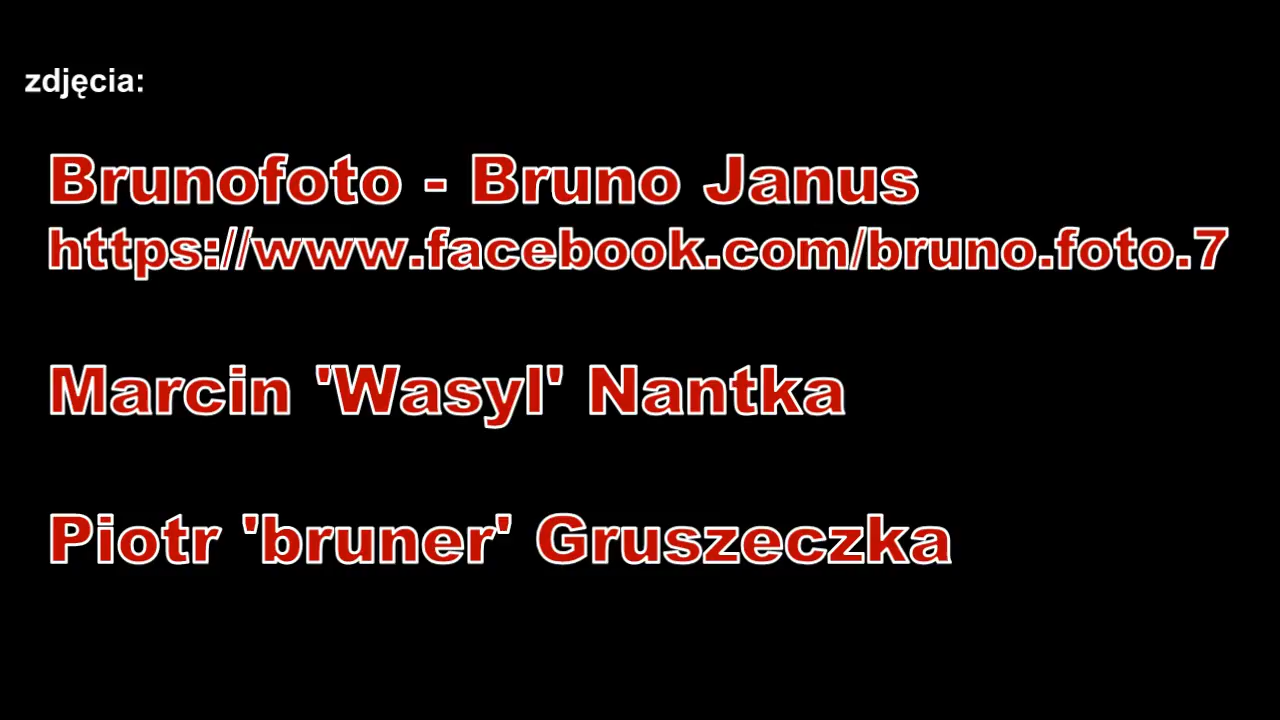 zdjęcia:
Brunofoto - Bruno Janus
https://www.facebook.com/bruno.foto.7
Marcin 'Wasyl' Nantka
Piotr 'bruner' Gruszeczka